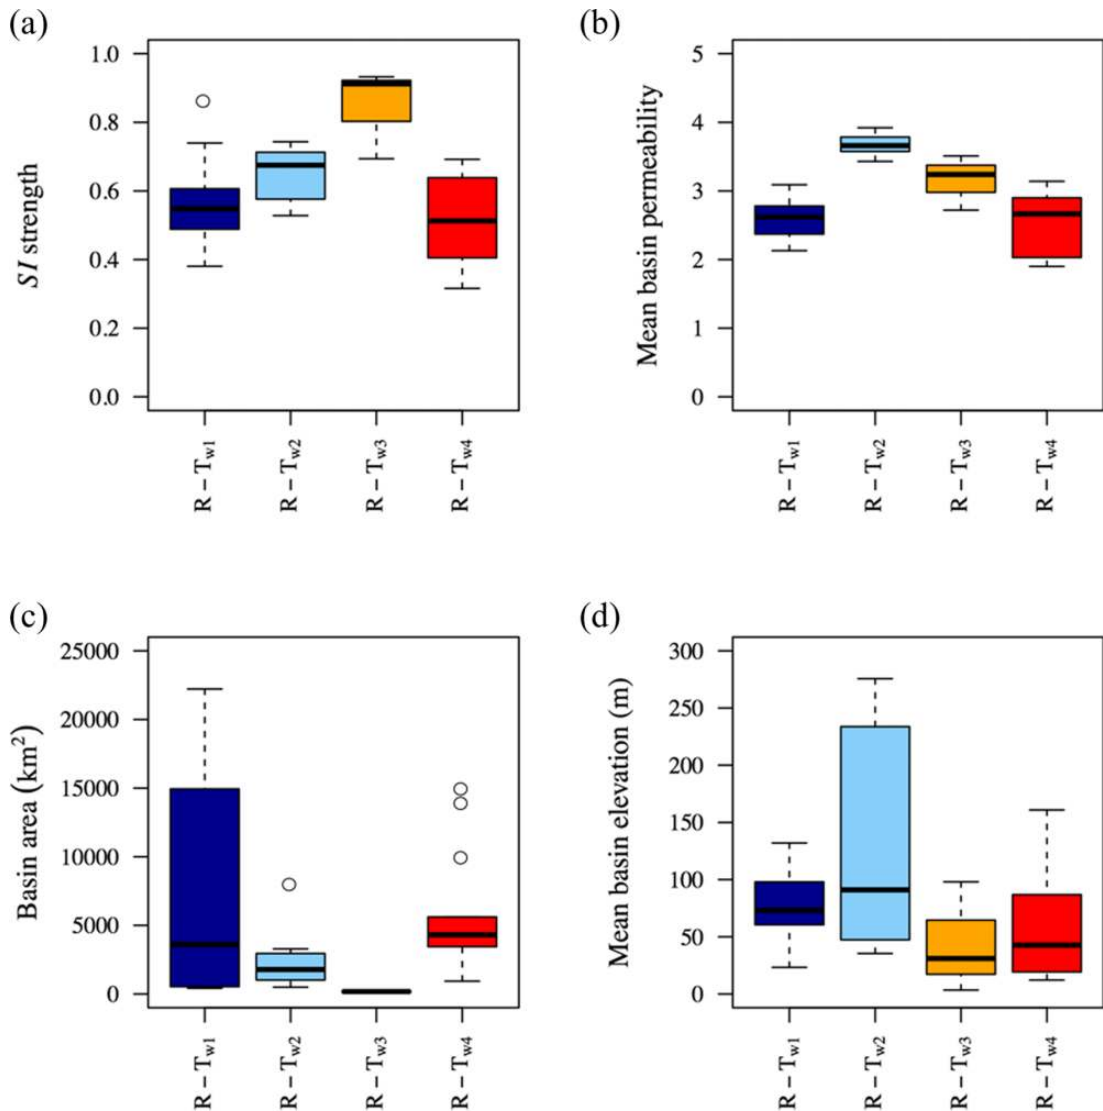 (a)
1.0
0.8
0.6
0.4
0.2
0.0
SI strength
R – Tw1
R – Tw2
R – Tw3
R – Tw4
(b)
5
4
3
2
1
0
Mean basin permeability
R – Tw1
R – Tw2
R – Tw3
R – Tw4
(c)
25000
20000
15000
10000
5000
0
Basin area (km²)
R – Tw1
R – Tw2
R – Tw3
R – Tw4
(d)
300
250
200
150
100
50
0
Mean basin elevation (m)
R – Tw1
R – Tw2
R – Tw3
R – Tw4